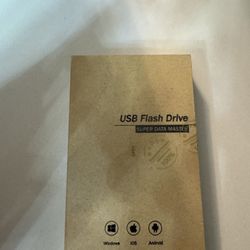 USB Flash Drive
SUPER DATA MASTER
Windows
iOS
Android